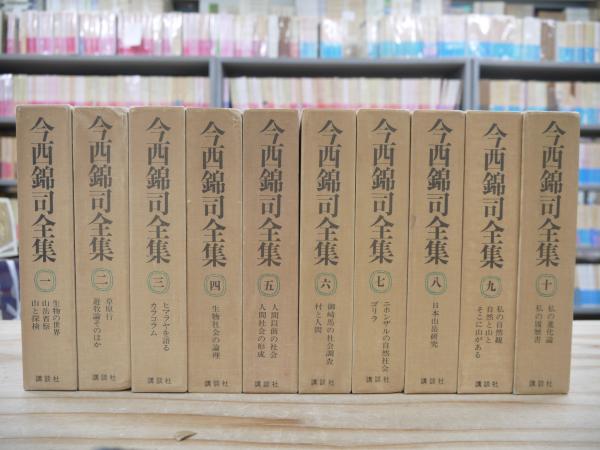 今西錦司全集
一
生物の世界
山岳省察
山と探検
講談社
今西錦司全集
二
草原行
遊牧論そのほか
講談社
今西錦司全集
三
ヒマラヤを語る
カラコラム
講談社
今西錦司全集
四
生物社会の論理
講談社
今西錦司全集
五
人間以前の社会
人間社会の形成
講談社
今西錦司全集
六
御崎馬の社会調査
村と人間
講談社
今西錦司全集
七
ニホンザルの自然社会
ゴリラ
講談社
今西錦司全集
八
日本山岳研究
講談社
今西錦司全集
九
私の自然観
自然と山と
そこに山がある
講談社
今西錦司全集
十
私の進化論
私の履歴書
講談社